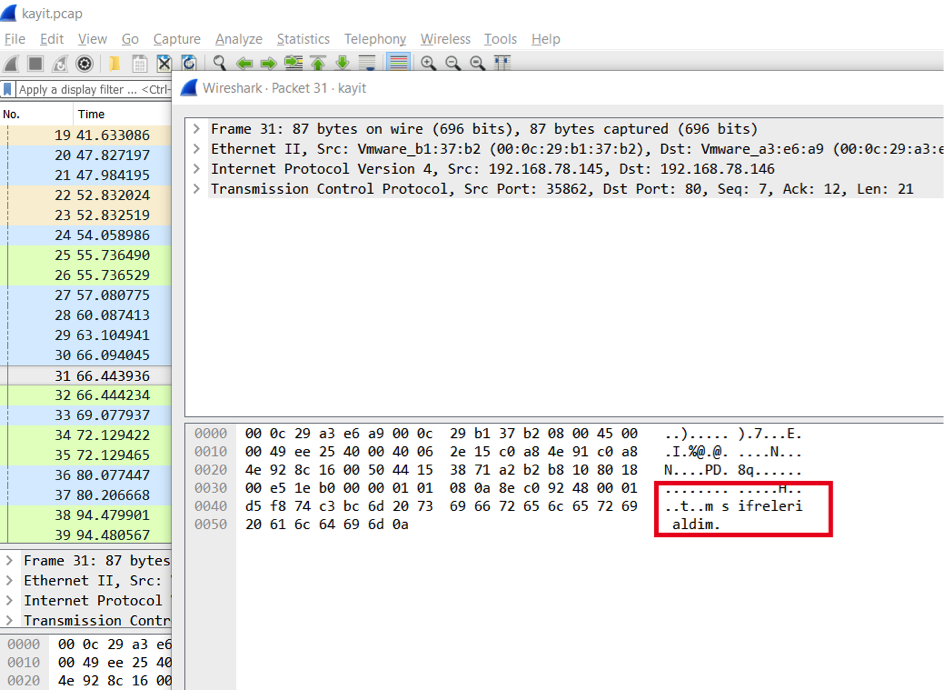 kayit.pcap
File Edit View Go Capture Analyze Statistics Telephony Wireless Tools Help
Apply a display filter ... <Ctrl-
No. Time
19 41.633086
20 47.827197
21 47.984195
22 52.832024
23 52.832519
24 54.058986
25 55.736490
26 55.736529
27 57.080775
28 60.087413
29 63.104941
30 66.094045
31 66.443936
32 66.444234
33 69.077937
34 72.129422
35 72.129465
36 80.077447
37 80.206668
38 94.479901
39 94.480567
Frame 31: 87 bytes
Ethernet II, Src:
Internet Protocol
Transmission Contr
0000 00 0c 29 a3 e6
0010 00 49 ee 25 40
0020 4e 92 8c 16 00
Wireshark · Packet 31 · kayit
Frame 31: 87 bytes on wire (696 bits), 87 bytes captured (696 bits)
Ethernet II, Src: Vmware_b1:37:b2 (00:0c:29:b1:37:b2), Dst: Vmware_a3:e6:a9 (00:0c:29:a3:e
Internet Protocol Version 4, Src: 192.168.78.145, Dst: 192.168.78.146
Transmission Control Protocol, Src Port: 35862, Dst Port: 80, Seq: 7, Ack: 12, Len: 21
0000 00 0c 29 a3 e6 a9 00 0c 29 b1 37 b2 08 00 45 00 ..)..... ).7...E.
0010 00 49 ee 25 40 00 40 06 2e 15 c0 a8 4e 91 c0 a8 .I.%@.@. ....N...
0020 4e 92 8c 16 00 50 44 15 38 71 a2 b2 b8 10 80 18 N....PD. 8q......
0030 00 e5 1e b0 00 00 01 01 08 0a 8e c0 92 48 00 01 ........ .....H..
0040 d5 f8 74 c3 bc 6d 20 73 69 66 72 65 6c 65 72 69 ..t..m s ifreleri
0050 20 61 6c 64 69 6d 0a aldim.